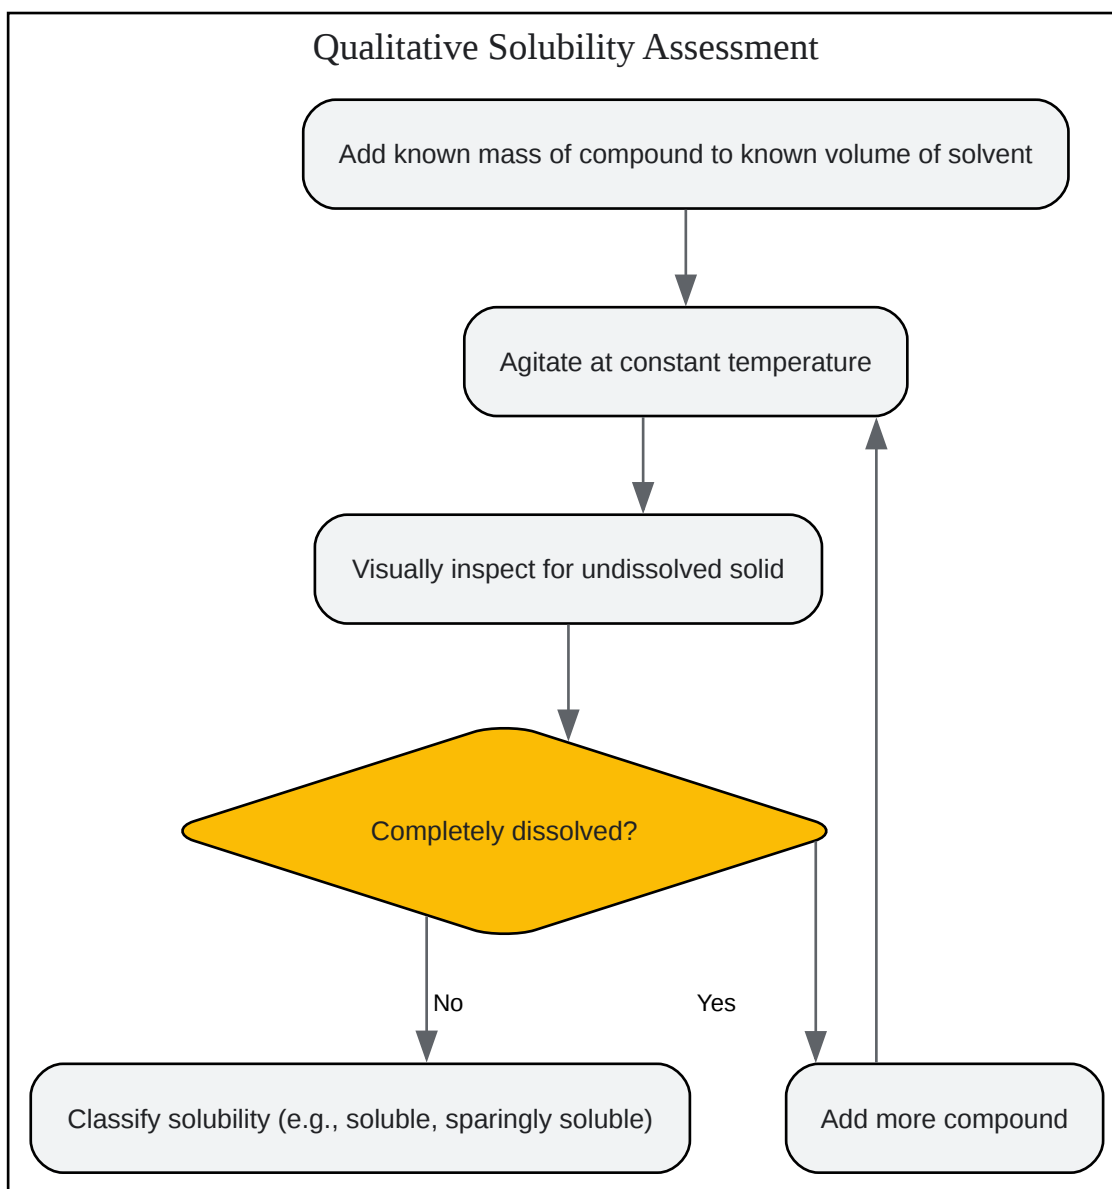 Qualitative Solubility Assessment
Add known mass of compound to known volume of solvent
Agitate at constant temperature
Visually inspect for undissolved solid
Completely dissolved?
No
Yes
Classify solubility (e.g., soluble, sparingly soluble)
Add more compound